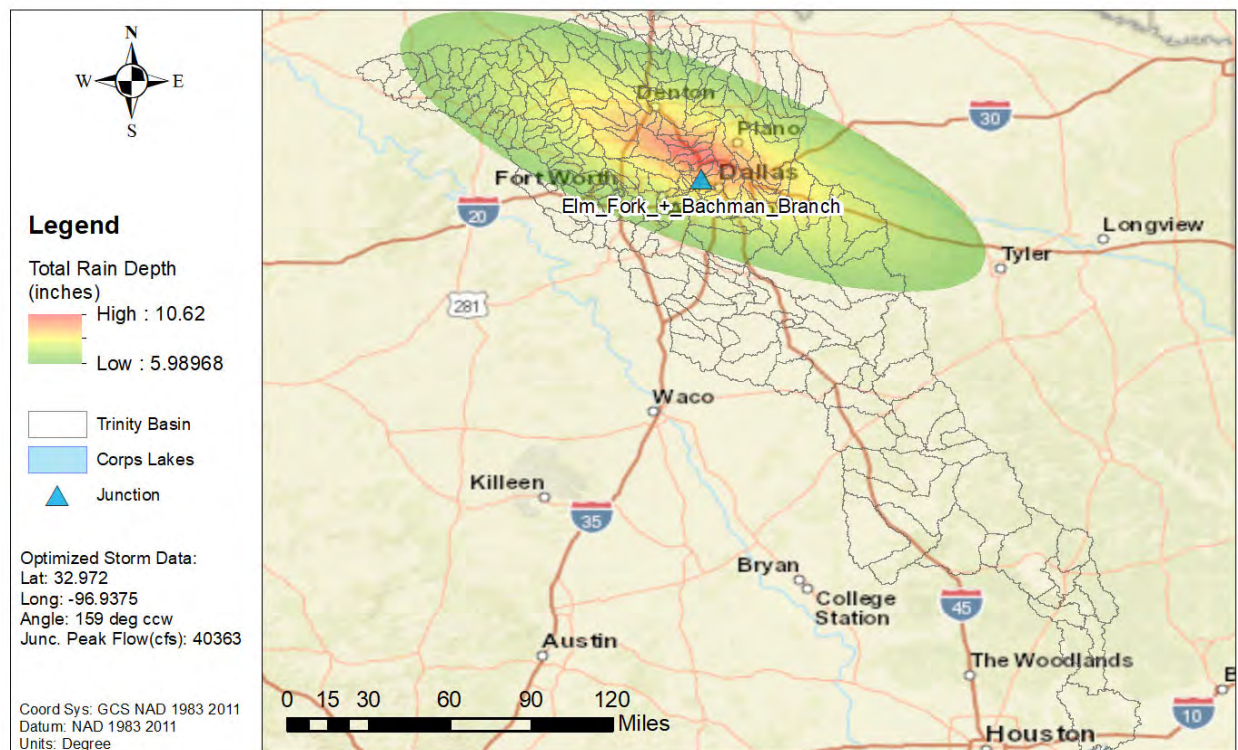 N
W E
S
Legend
Total Rain Depth
(inches)
High : 10.62
Low : 5.98968
Trinity Basin
Corps Lakes
Junction
Optimized Storm Data:
Lat: 32.972
Long: -96.9375
Angle: 159 deg ccw
Junc. Peak Flow(cfs): 40363
Coord Sys: GCS NAD 1983 2011
Datum: NAD 1983 2011
Units: Degree
Denton
30
Plano
Fort Worth
Dallas
Elm_Fork_+_Bachman_Branch
20
Longview
Tyler
281
Waco
Killeen
35
Bryan
College
Station
45
Austin
The Woodlands
10
Houston
0 15 30 60 90 120
Miles